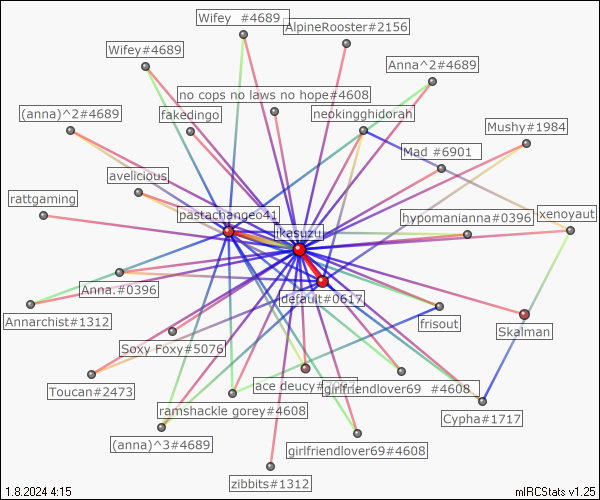 Wifey #4689
AlpineRooster#2156
Wifey#4689
Anna^2#4689
no cops no laws no hope#4608
(anna)^2#4689
fakedingo
neokingghidorah
Mushy#1984
Mad #6901
avelicious
rattgaming
pastachangeo41
hypomanianna#0396
xenoyaut
ikasuzu
Anna.#0396
default#0617
Annarchist#1312
frisout
Skalman
Soxy Foxy#5076
Toucan#2473
ace deucy#
girlfriendlover69 #4608
ramshackle gorey#4608
Cypha#1717
(anna)^3#4689
girlfriendlover69#4608
zibbits#1312
1.8.2024 4:15
mIRCStats v1.25